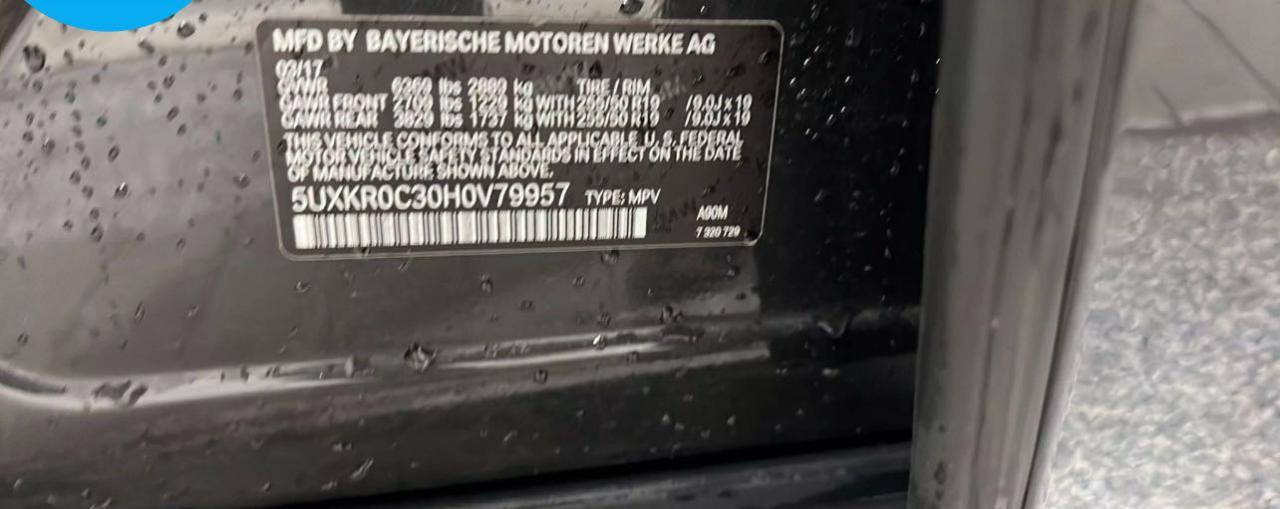 MFD BY BAYERISCHE MOTOREN WERKE AG
03/17
GVWR lbs kg TIRE / RIM
GAWR FRONT 2709 lbs 1229 kg WITH 255/50 R19 /9.0J x 19
GAWR REAR 3829 lbs 1737 kg WITH 255/50 R19 /9.0J x 19
THIS VEHICLE CONFORMS TO ALL APPLICABLE U.S. FEDERAL
MOTOR VEHICLE SAFETY STANDARDS IN EFFECT ON THE DATE
OF MANUFACTURE SHOWN ABOVE.
5UXKR0C30H0V79957 TYPE: MPV
A90M
7 320 729